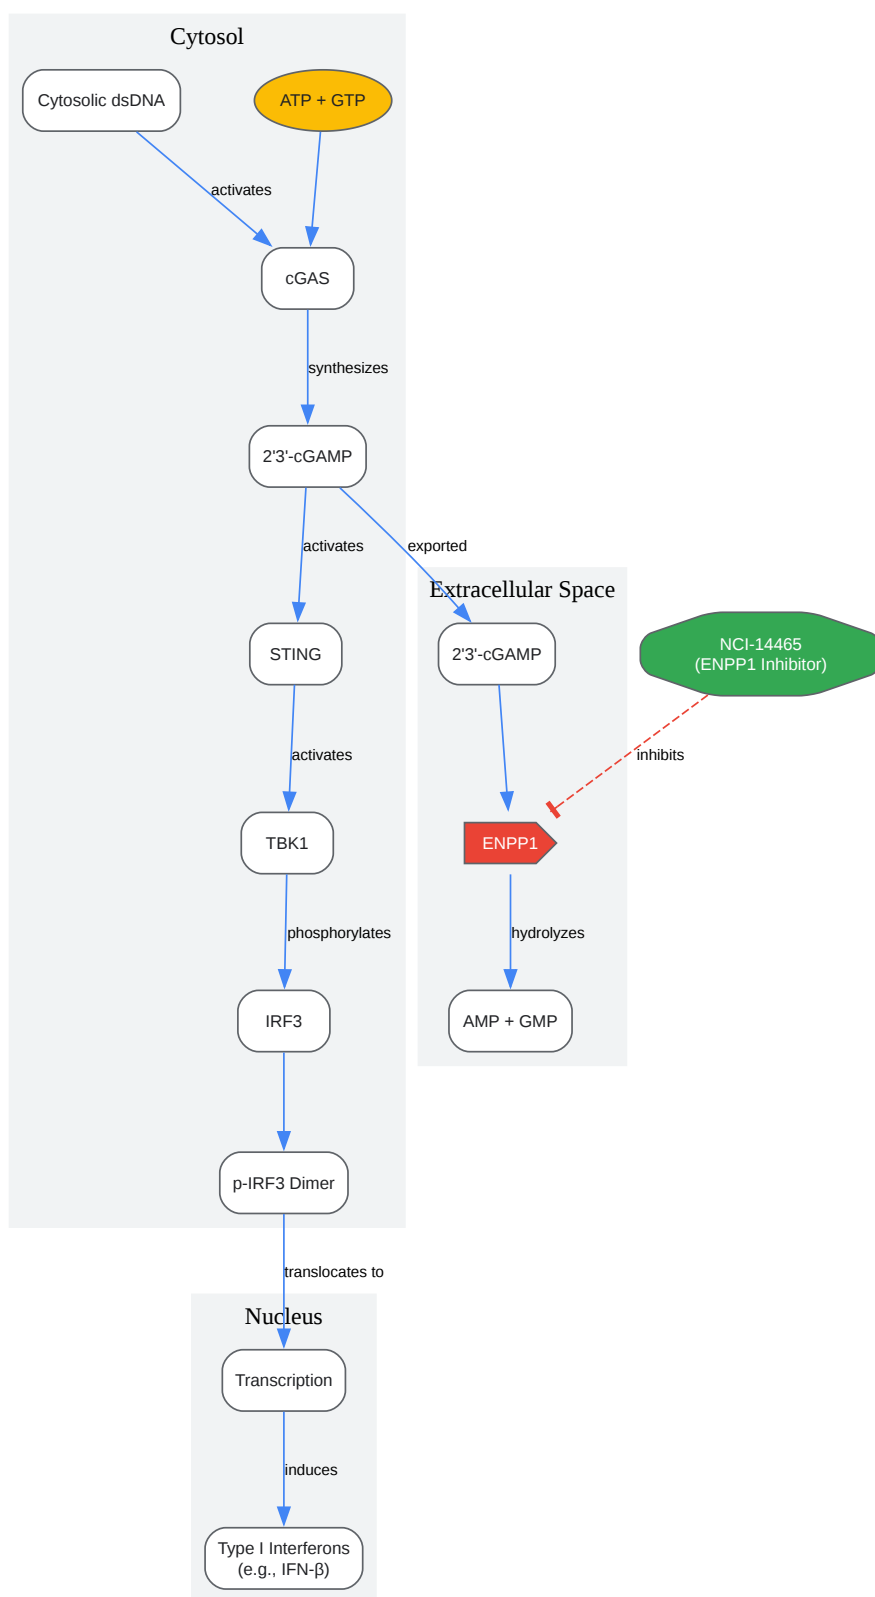 Cytosol
Cytosolic dsDNA
ATP + GTP
activates
cGAS
synthesizes
2'3'-cGAMP
activates
exported
Extracellular Space
STING
2'3'-cGAMP
NCI-14465
(ENPP1 Inhibitor)
activates
inhibits
TBK1
ENPP1
phosphorylates
hydrolyzes
IRF3
AMP + GMP
p-IRF3 Dimer
translocates to
Nucleus
Transcription
induces
Type I Interferons
(e.g., IFN-β)